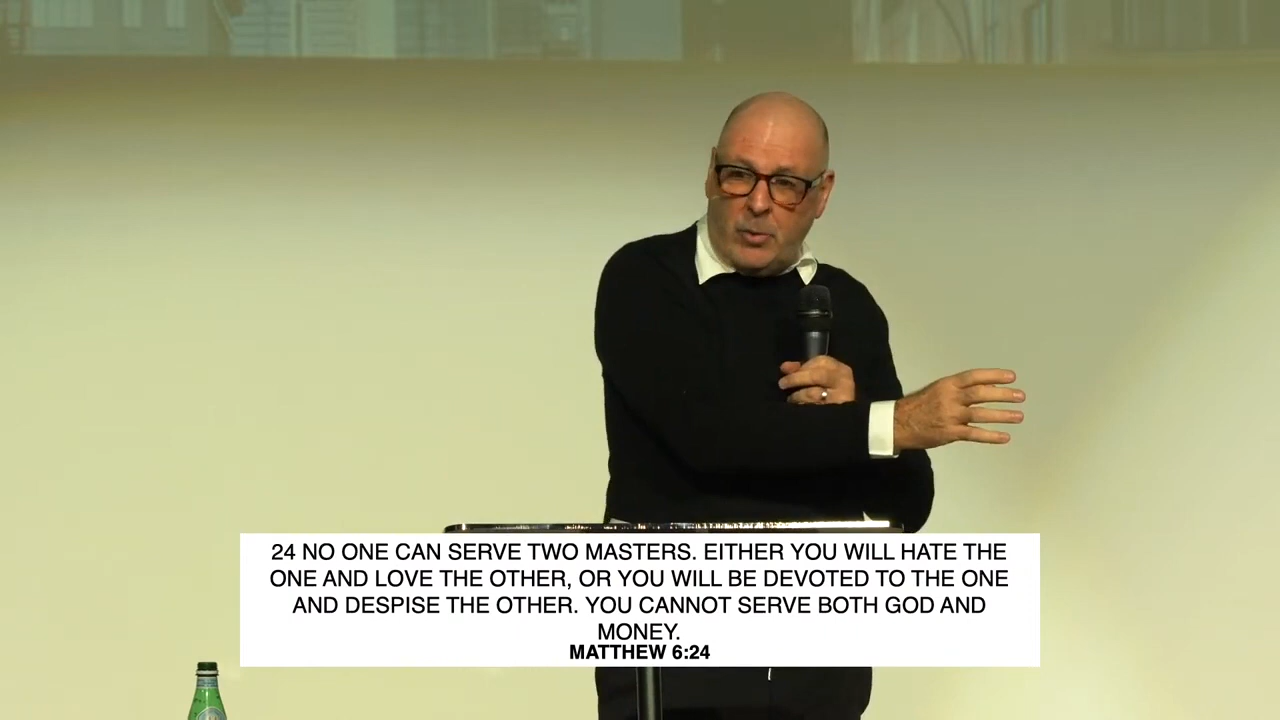 24 NO ONE CAN SERVE TWO MASTERS. EITHER YOU WILL HATE THE
ONE AND LOVE THE OTHER, OR YOU WILL BE DEVOTED TO THE ONE
AND DESPISE THE OTHER. YOU CANNOT SERVE BOTH GOD AND
MONEY.
MATTHEW 6:24